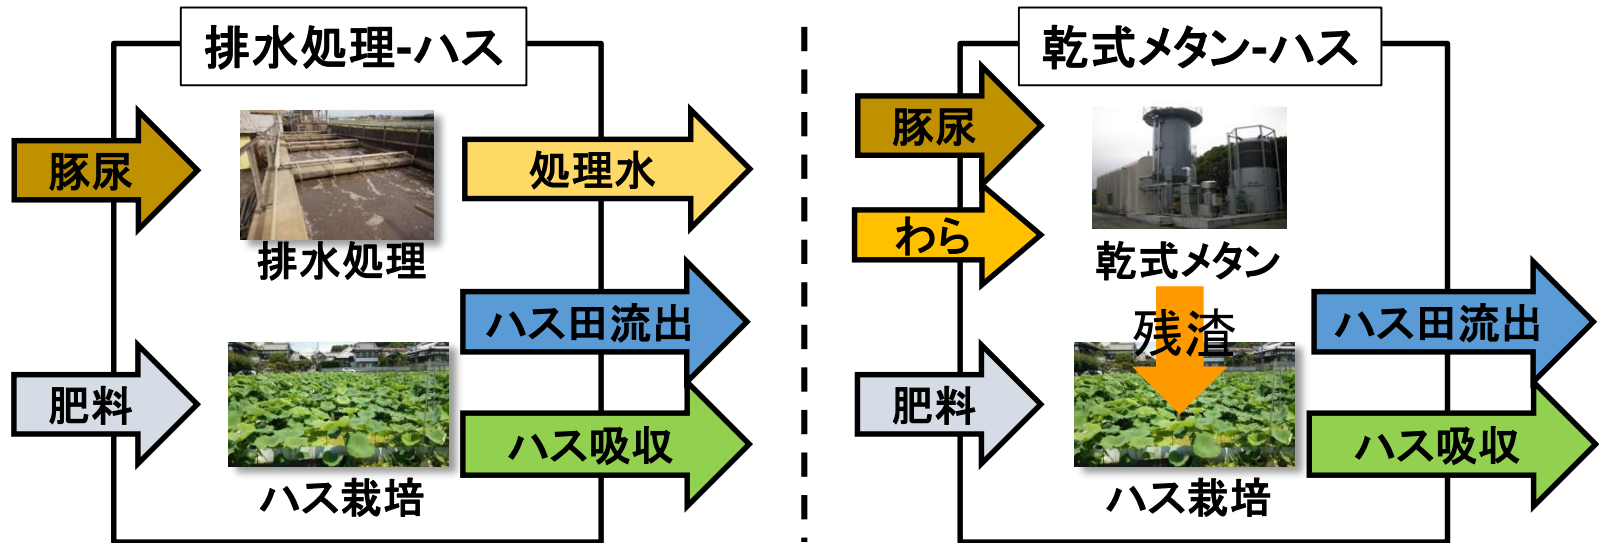 排水処理-ハス
豚尿
排水処理
処理水
ハス田流出
肥料
ハス栽培
ハス吸収
乾式メタン-ハス
豚尿
わら
乾式メタン
残渣
ハス田流出
肥料
ハス栽培
ハス吸収